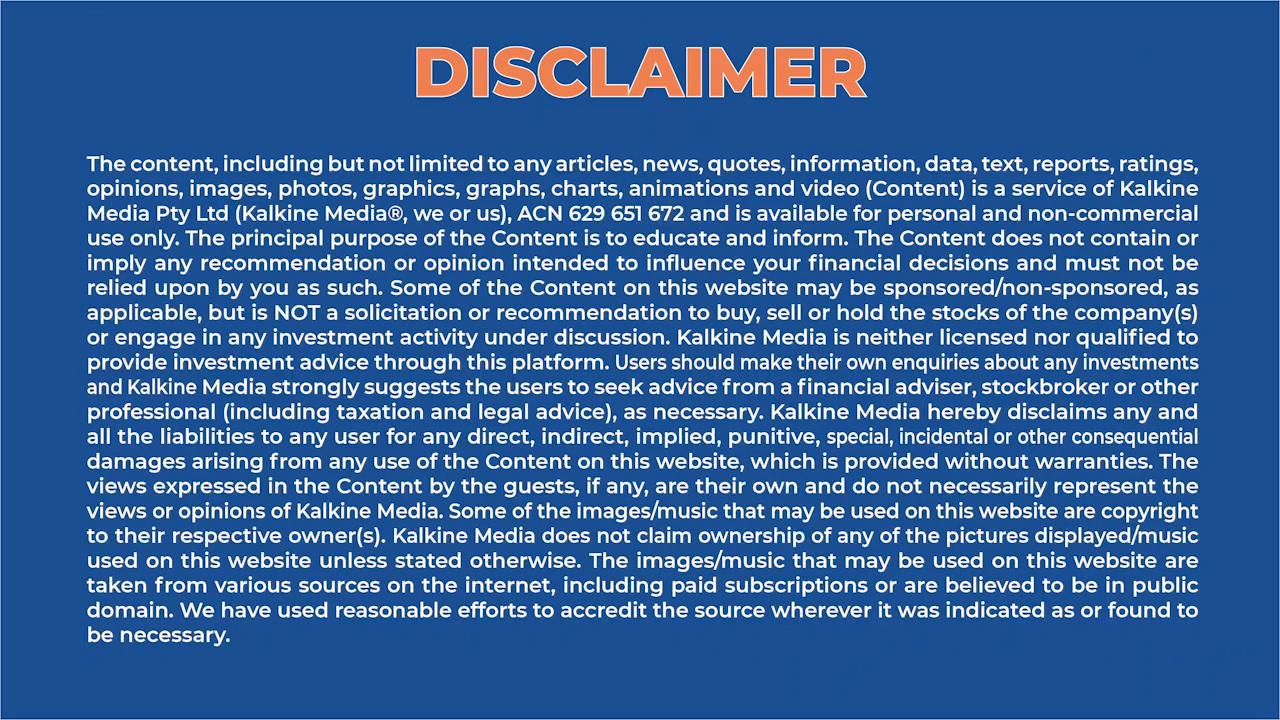 DISCLAIMER
The content, including but not limited to any articles, news, quotes, information, data, text, reports, ratings,
opinions, images, photos, graphics, graphs, charts, animations and video (Content) is a service of Kalkine
Media Pty Ltd (Kalkine Media®, we or us), ACN 629 651 672 and is available for personal and non-commercial
use only. The principal purpose of the Content is to educate and inform. The Content does not contain or
imply any recommendation or opinion intended to influence your financial decisions and must not be
relied upon by you as such. Some of the Content on this website may be sponsored/non-sponsored, as
applicable, but is NOT a solicitation or recommendation to buy, sell or hold the stocks of the company(s)
or engage in any investment activity under discussion. Kalkine Media is neither licensed nor qualified to
provide investment advice through this platform. Users should make their own enquiries about any investments
and Kalkine Media strongly suggests the users to seek advice from a financial adviser, stockbroker or other
professional (including taxation and legal advice), as necessary. Kalkine Media hereby disclaims any and
all the liabilities to any user for any direct, indirect, implied, punitive, special, incidental or other consequential
damages arising from any use of the Content on this website, which is provided without warranties. The
views expressed in the Content by the guests, if any, are their own and do not necessarily represent the
views or opinions of Kalkine Media. Some of the images/music that may be used on this website are copyright
to their respective owner(s). Kalkine Media does not claim ownership of any of the pictures displayed/music
used on this website unless stated otherwise. The images/music that may be used on this website are
taken from various sources on the internet, including paid subscriptions or are believed to be in public
domain. We have used reasonable efforts to accredit the source wherever it was indicated as or found to
be necessary.